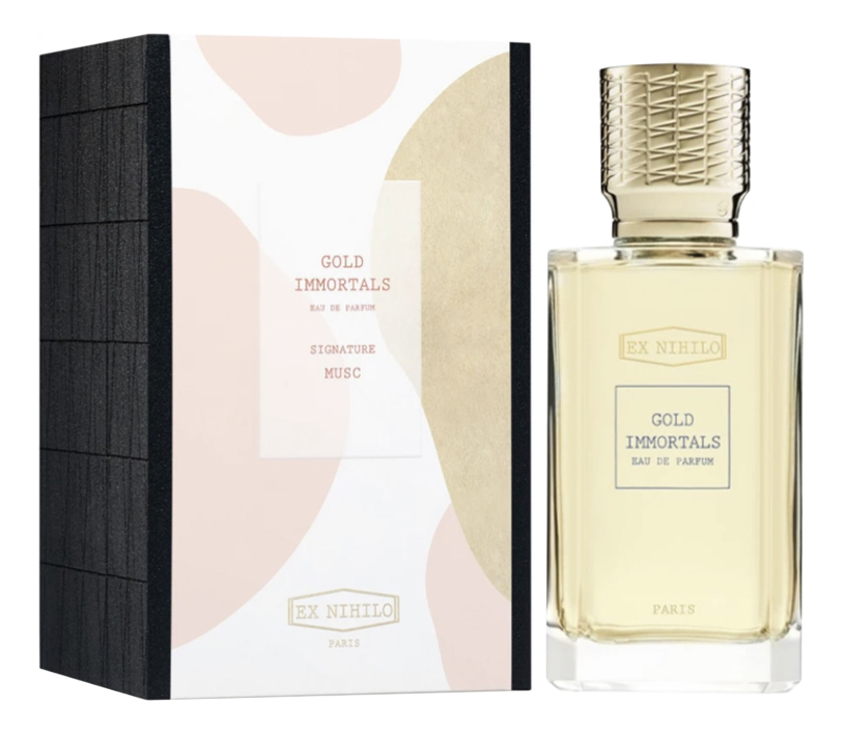 GOLD
IMMORTALS
EAU DE PARFUM
SIGNATURE
MUSC
EX NIHILO
PARIS
EX NIHILO
GOLD
IMMORTALS
EAU DE PARFUM
PARIS